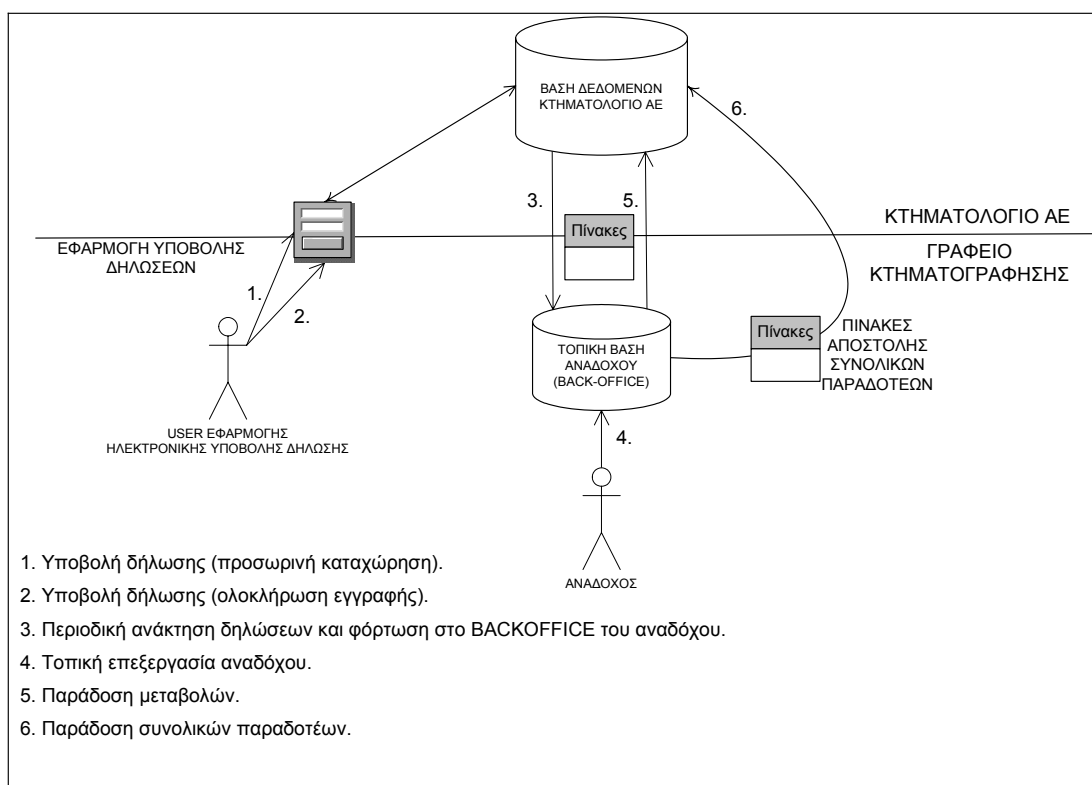 ΒΑΣΗ ΔΕΔΟΜΕΝΩΝ
ΚΤΗΜΑΤΟΛΟΓΙΟ ΑΕ
6.
3.
5.
Πίνακες
ΚΤΗΜΑΤΟΛΟΓΙΟ ΑΕ
ΕΦΑΡΜΟΓΗ ΥΠΟΒΟΛΗΣ
ΔΗΛΩΣΕΩΝ
ΓΡΑΦΕΙΟ
ΚΤΗΜΑΤΟΓΡΑΦΗΣΗΣ
1.
2.
Πίνακες
ΠΙΝΑΚΕΣ
ΑΠΟΣΤΟΛΗΣ
ΣΥΝΟΛΙΚΩΝ
ΠΑΡΑΔΟΤΕΩΝ
ΤΟΠΙΚΗ ΒΑΣΗ
ΑΝΑΔΟΧΟΥ
(BACK-OFFICE)
USER ΕΦΑΡΜΟΓΗΣ
ΗΛΕΚΤΡΟΝΙΚΗΣ ΥΠΟΒΟΛΗΣ ΔΗΛΩΣΗΣ
4.
ΑΝΑΔΟΧΟΣ
1. Υποβολή δήλωσης (προσωρινή καταχώρηση).
2. Υποβολή δήλωσης (ολοκλήρωση εγγραφής).
3. Περιοδική ανάκτηση δηλώσεων και φόρτωση στο BACKOFFICE του αναδόχου.
4. Τοπική επεξεργασία αναδόχου.
5. Παράδοση μεταβολών.
6. Παράδοση συνολικών παραδοτέων.